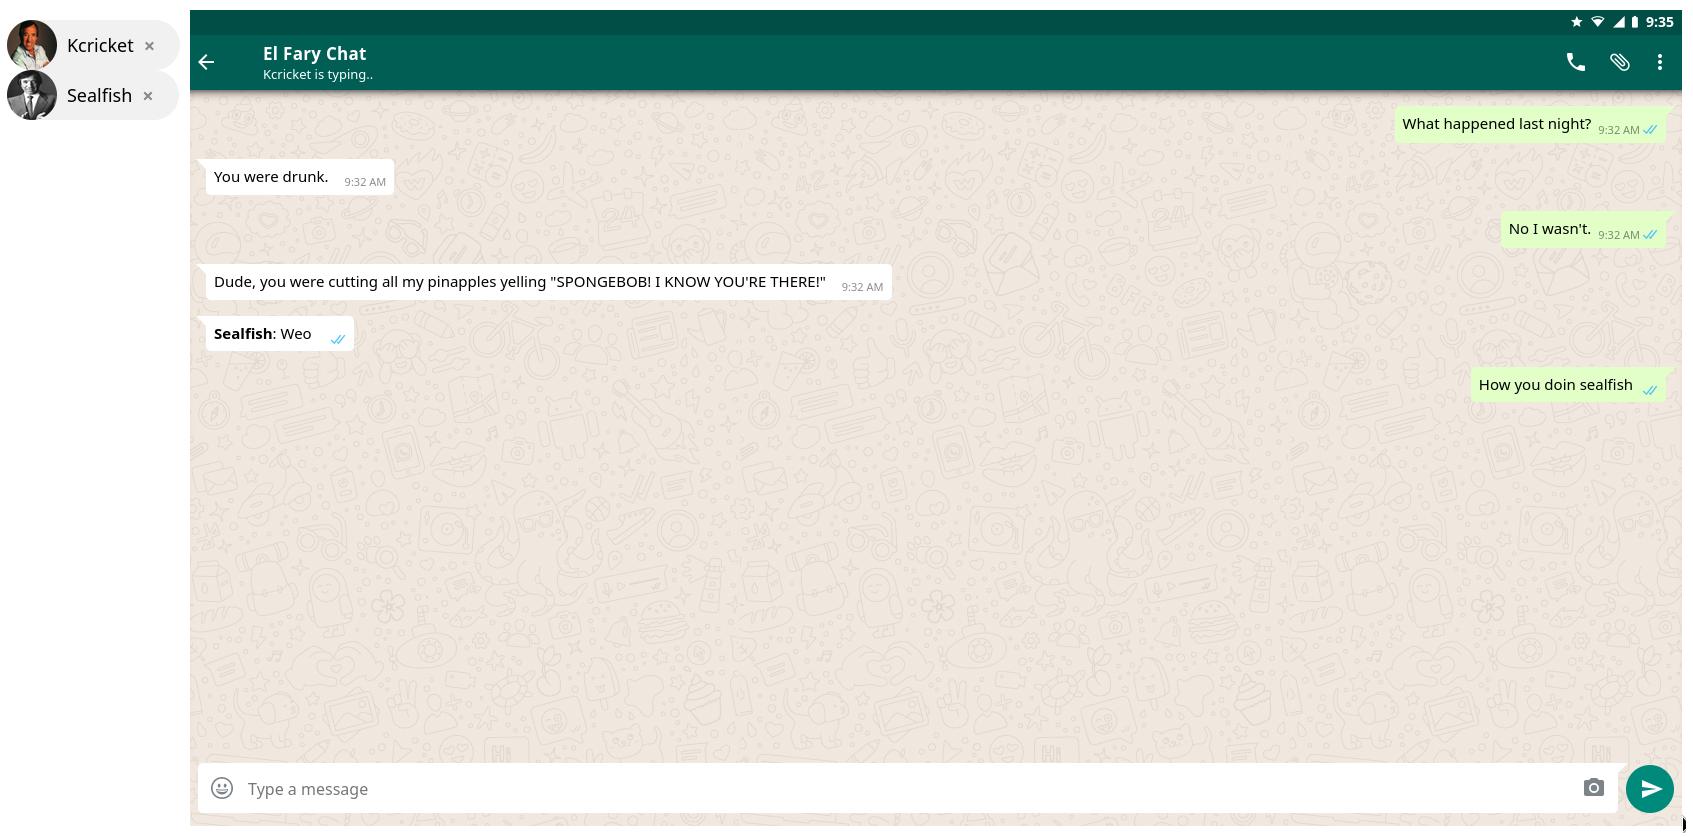 Kcricket ×
Sealfish ×
9:35
El Fary Chat
Kcricket is typing..
What happened last night? 9:32 AM
You were drunk. 9:32 AM
No I wasn't. 9:32 AM
Dude, you were cutting all my pinapples yelling "SPONGEBOB! I KNOW YOU'RE THERE!" 9:32 AM
Sealfish: Weo
How you doin sealfish
Type a message